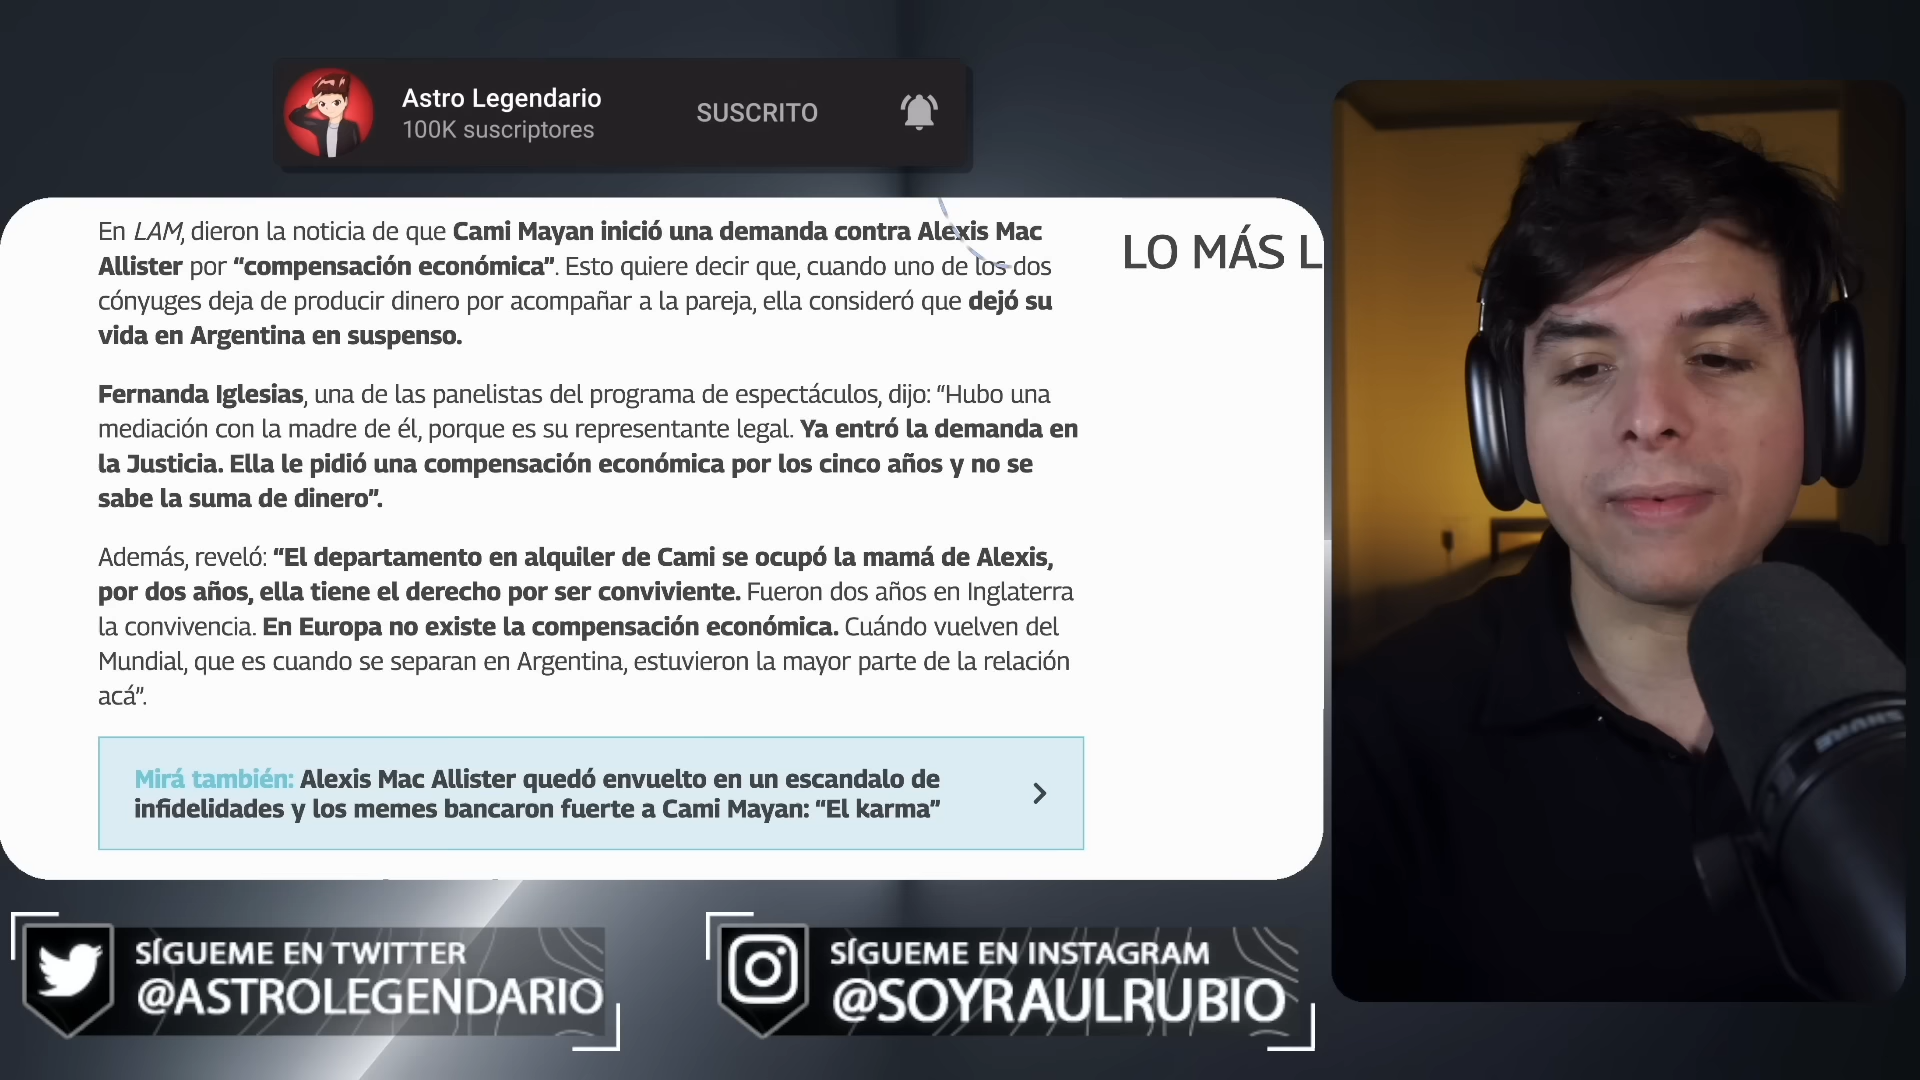 Astro Legendario
100K suscriptores
SUSCRITO
En LAM, dieron la noticia de que Cami Mayan inició una demanda contra Alexis Mac
Allister por “compensación económica”. Esto quiere decir que, cuando uno de los dos
cónyuges deja de producir dinero por acompañar a la pareja, ella consideró que dejó su
vida en Argentina en suspenso.
Fernanda Iglesias, una de las panelistas del programa de espectáculos, dijo: “Hubo una
mediación con la madre de él, porque es su representante legal. Ya entró la demanda en
la Justicia. Ella le pidió una compensación económica por los cinco años y no se
sabe la suma de dinero”.
Además, reveló: “El departamento en alquiler de Cami se ocupó la mamá de Alexis,
por dos años, ella tiene el derecho por ser conviviente. Fueron dos años en Inglaterra
la convivencia. En Europa no existe la compensación económica. Cuándo vuelven del
Mundial, que es cuando se separan en Argentina, estuvieron la mayor parte de la relación
acá”.
Mirá también: Alexis Mac Allister quedó envuelto en un escandalo de
infidelidades y los memes bancaron fuerte a Cami Mayan: “El karma”
LO MÁS L
SÍGUEME EN TWITTER
@ASTROLEGENDARIO
SÍGUEME EN INSTAGRAM
@SOYRAULRUBIO